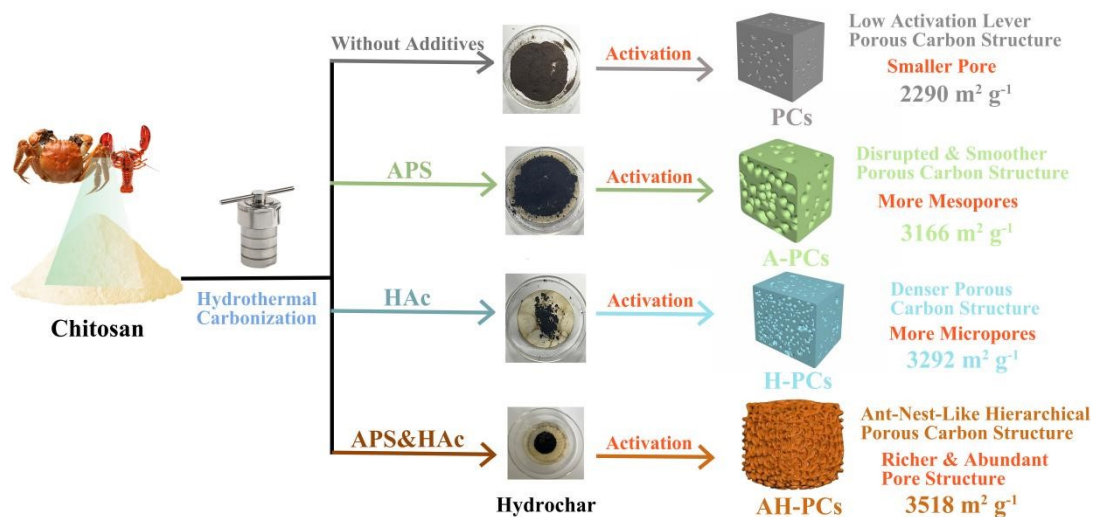 Chitosan
Hydrothermal
Carbonization
Without Additives
Activation
PCs
Low Activation Lever
Porous Carbon Structure
Smaller Pore
2290 m² g⁻¹
APS
Activation
A-PCs
Disrupted & Smoother
Porous Carbon Structure
More Mesopores
3166 m² g⁻¹
HAc
Activation
H-PCs
Denser Porous
Carbon Structure
More Micropores
3292 m² g⁻¹
APS&HAc
Hydrochar
Activation
AH-PCs
Ant-Nest-Like Hierarchical
Porous Carbon Structure
Richer & Abundant
Pore Structure
3518 m² g⁻¹